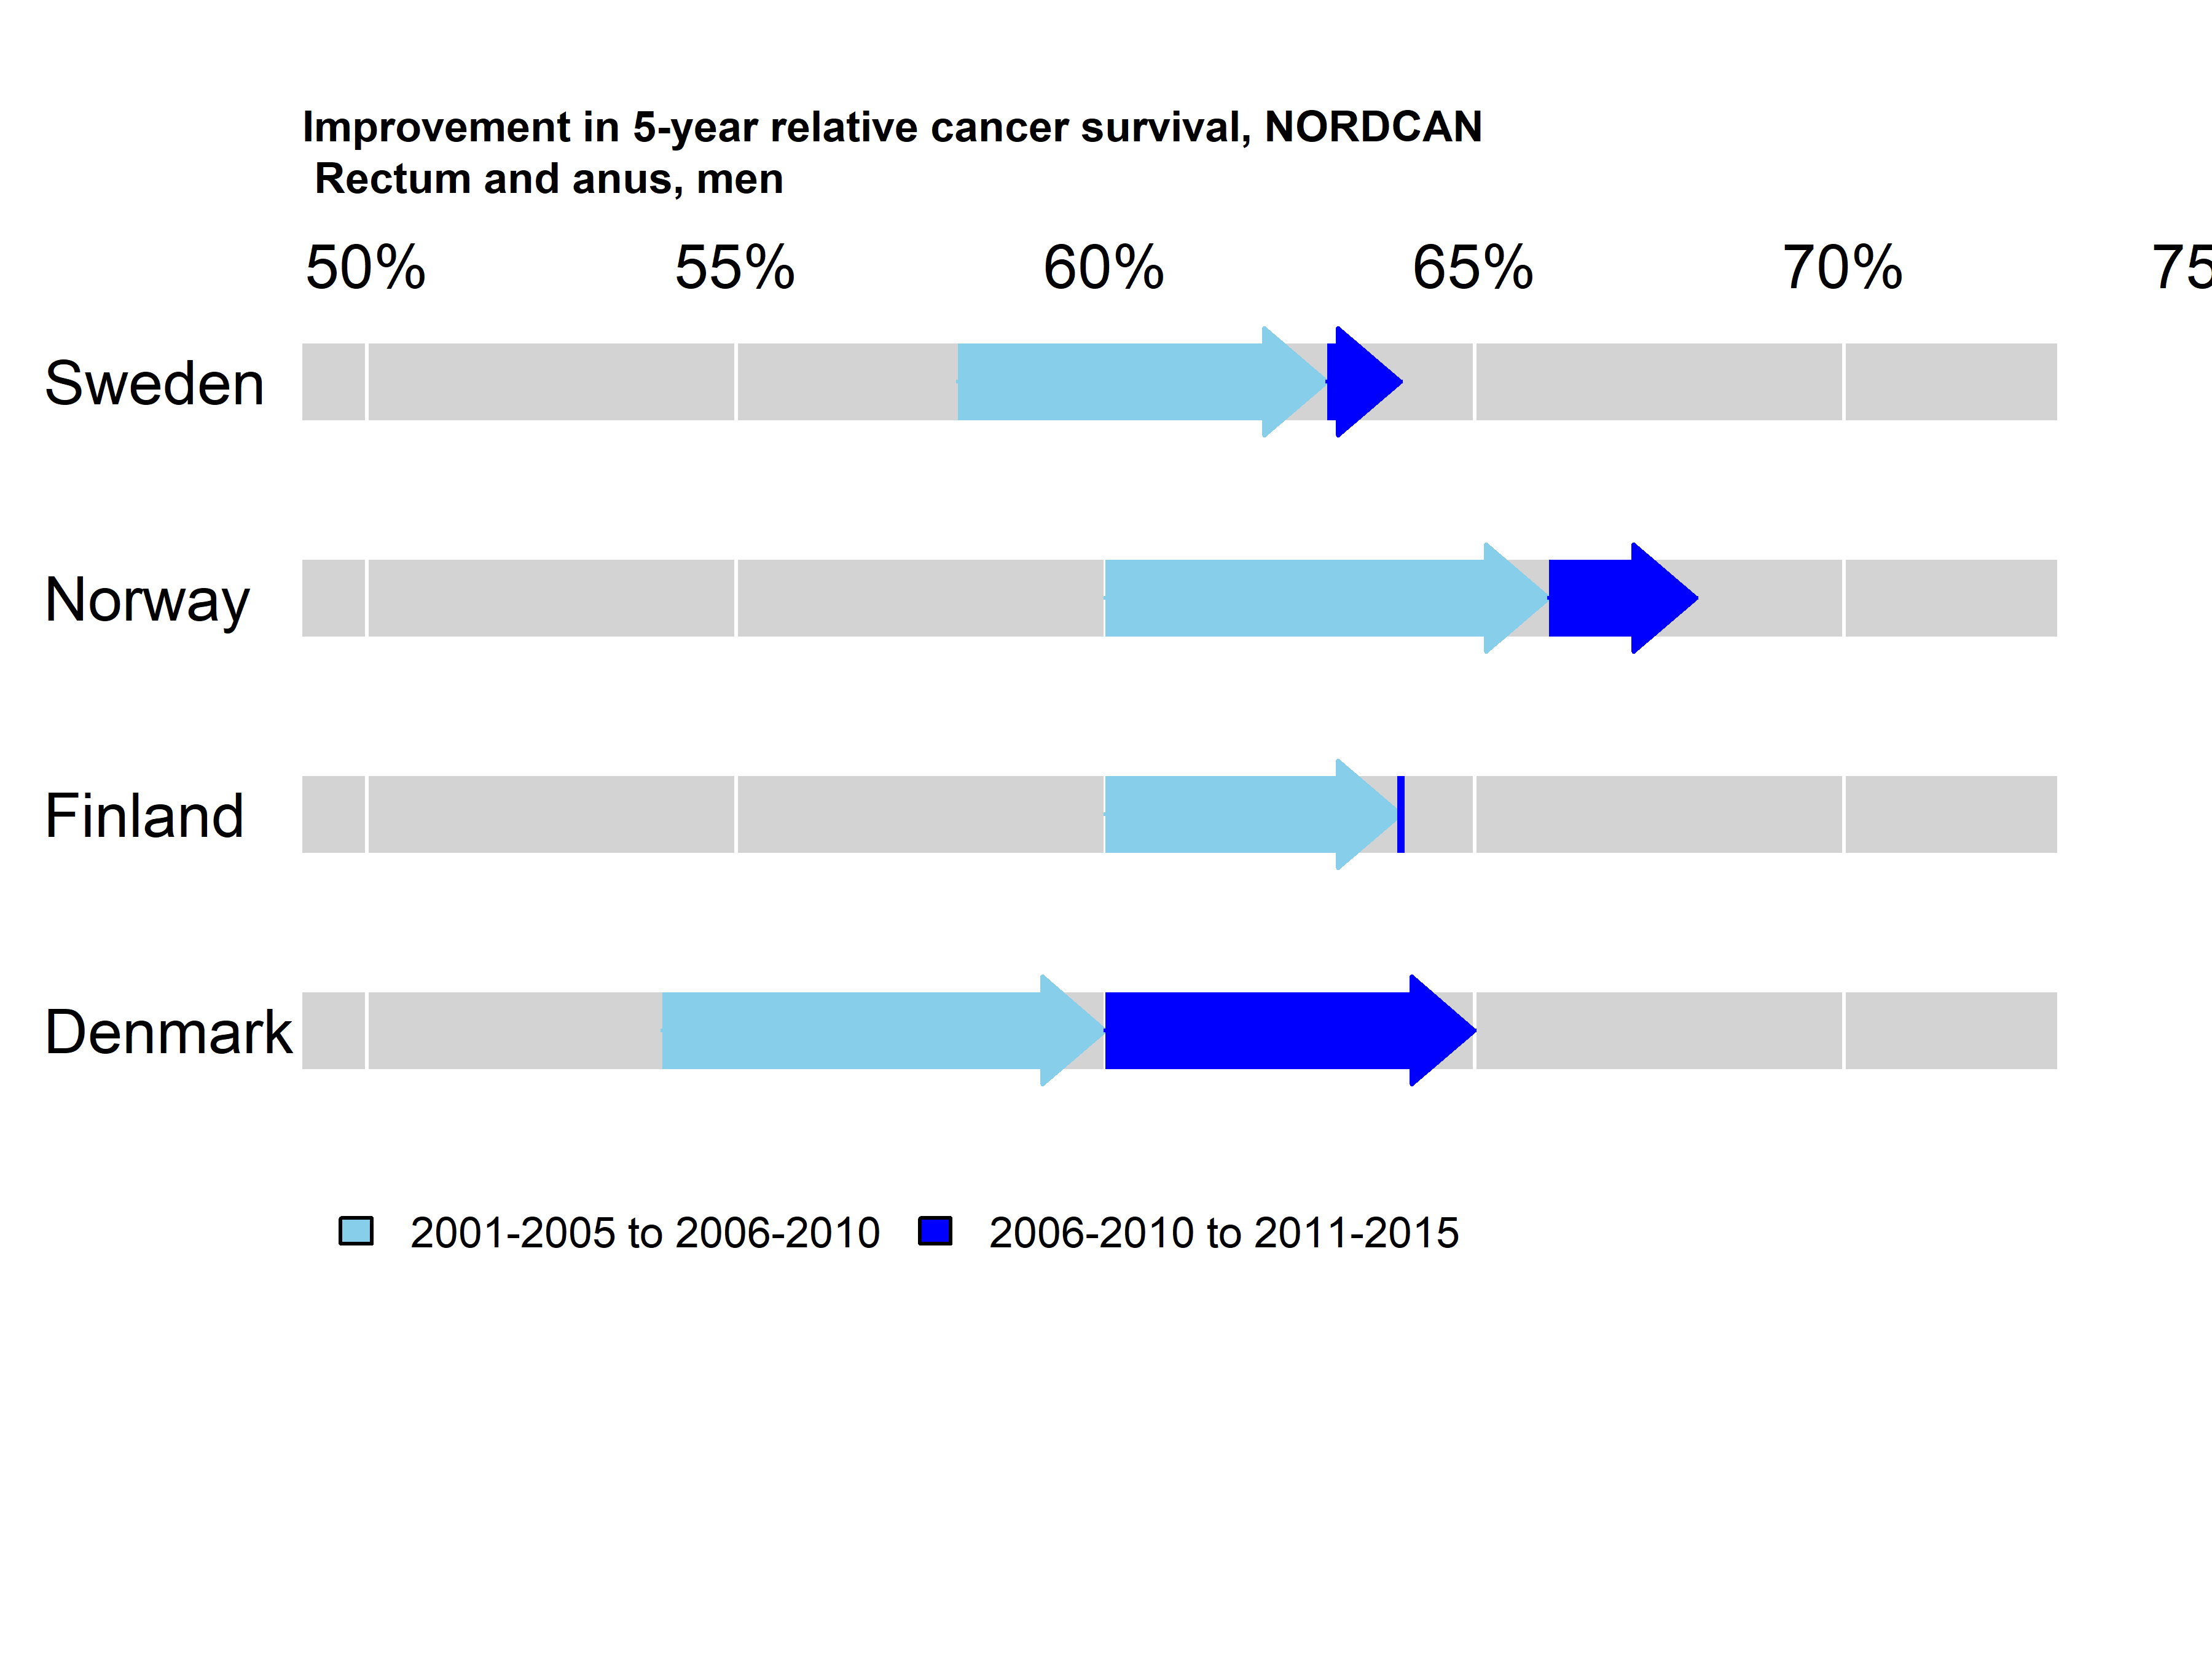 Improvement in 5-year relative cancer survival, NORDCAN
Rectum and anus, men
50% 55% 60% 65% 70% 75
Sweden
Norway
Finland
Denmark
2001-2005 to 2006-2010 2006-2010 to 2011-2015